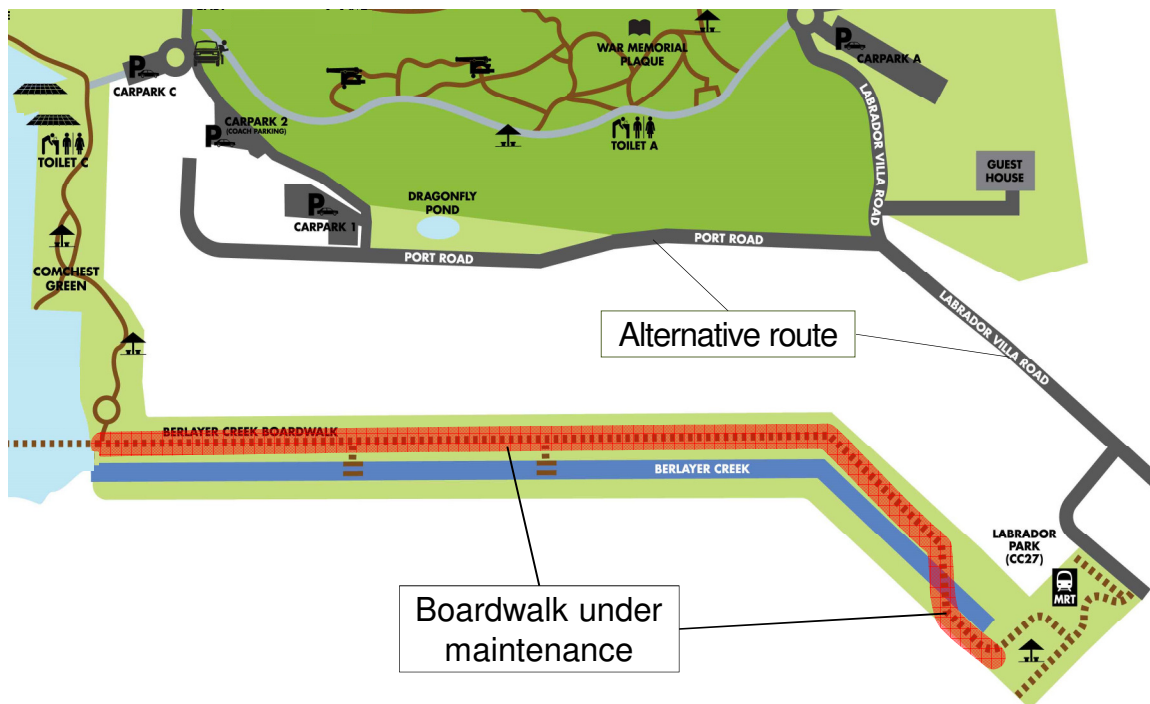 WAR MEMORIAL
PLAQUE
P
CARPARK A
P
CARPARK C
P
CARPARK 2
(COACH PARKING)
TOILET A
TOILET C
LABRADOR VILLA ROAD
GUEST
HOUSE
DRAGONFLY
POND
P
CARPARK 1
PORT ROAD
PORT ROAD
COMCHEST
GREEN
LABRADOR VILLA ROAD
Alternative route
BERLAYER CREEK BOARDWALK
BERLAYER CREEK
LABRADOR
PARK
(CC27)
MRT
Boardwalk under
maintenance